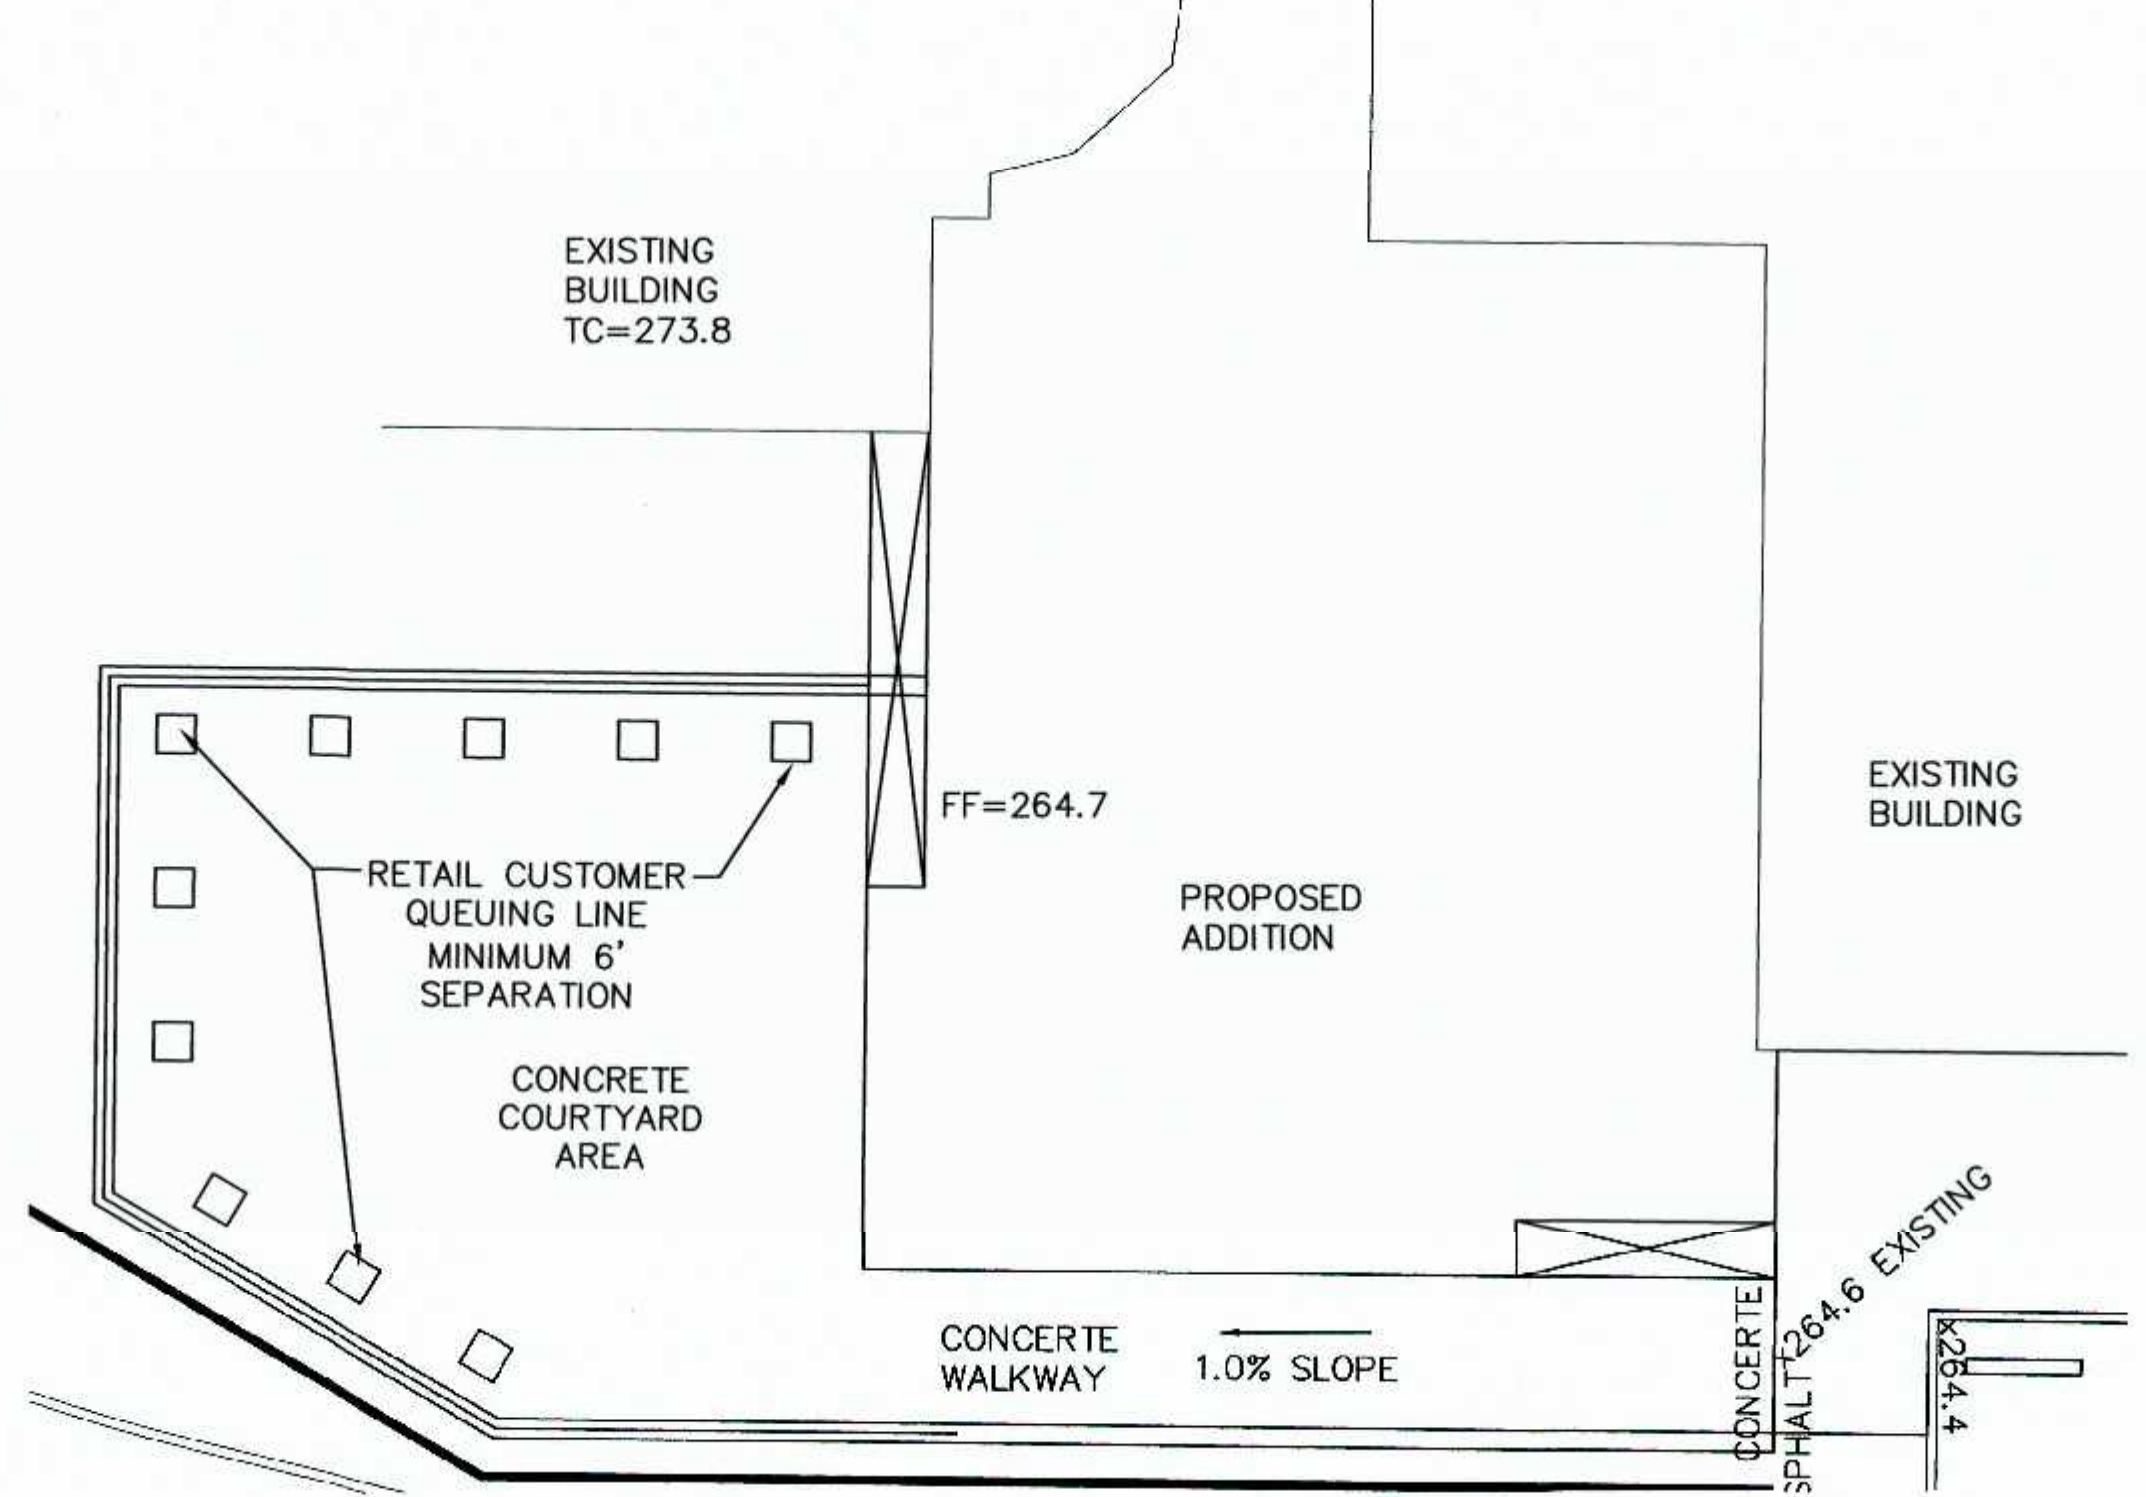 EXISTING
BUILDING
TC=273.8
FF=264.7
EXISTING
BUILDING
RETAIL CUSTOMER
QUEUING LINE
MINIMUM 6'
SEPARATION
PROPOSED
ADDITION
CONCRETE
COURTYARD
AREA
CONCERTE
WALKWAY
1.0% SLOPE
CONCERTE
SPHALT
264.6 EXISTING
x264.4